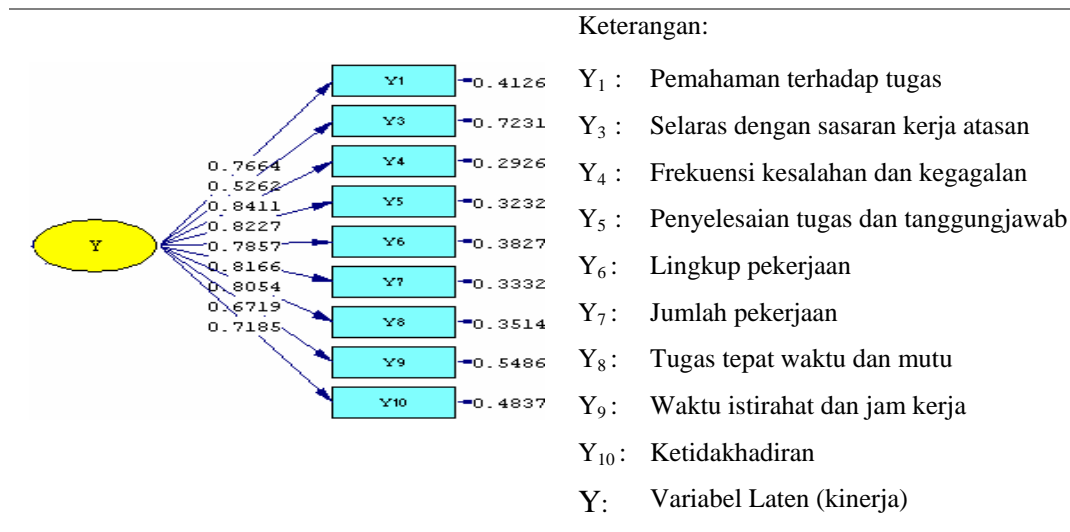 Keterangan:
Y1 0.4126
Y3 0.7231
Y4 0.2926
Y5 0.3232
Y6 0.3827
Y7 0.3332
Y8 0.3514
Y9 0.5486
Y10 0.4837
Y
0.7664
0.5262
0.8411
0.8227
0.7857
0.8166
0.8054
0.6719
0.7185
Y1 : Pemahaman terhadap tugas
Y3 : Selaras dengan sasaran kerja atasan
Y4 : Frekuensi kesalahan dan kegagalan
Y5 : Penyelesaian tugas dan tanggungjawab
Y6 : Lingkup pekerjaan
Y7 : Jumlah pekerjaan
Y8 : Tugas tepat waktu dan mutu
Y9 : Waktu istirahat dan jam kerja
Y10 : Ketidakhadiran
Y: Variabel Laten (kinerja)